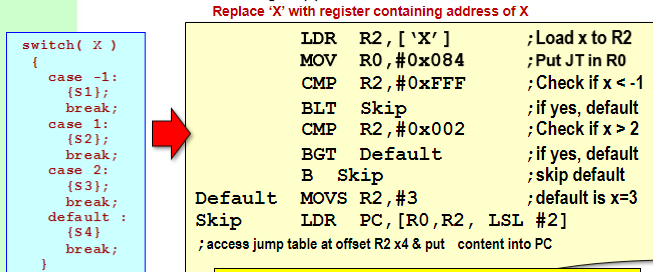 Replace 'X' with register containing address of X
switch( X )
{
case -1:
{S1};
break;
case 1:
{S2};
break;
case 2:
{S3};
break;
default :
{S4}
break;
}
LDR R2,['X'] ;Load x to R2
MOV R0,#0x084 ;Put JT in R0
CMP R2,#0xFFF ;Check if x < -1
BLT Skip ;if yes, default
CMP R2,#0x002 ;Check if x > 2
BGT Default ;if yes, default
B Skip ;skip default
Default MOVS R2,#3 ;default is x=3
Skip LDR PC,[R0,R2, LSL #2]
;access jump table at offset R2 x4 & put content into PC